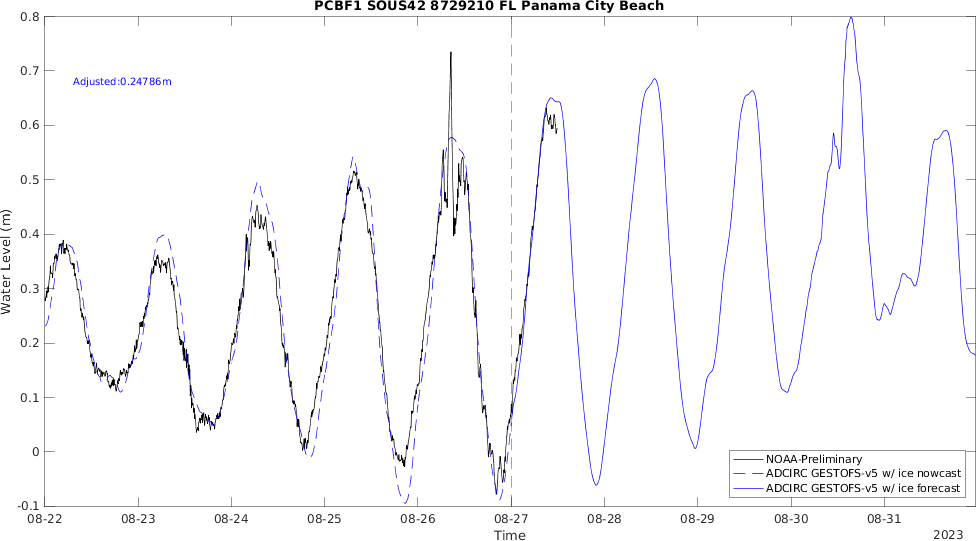 PCBF1 SOUS42 8729210 FL Panama City Beach
Adjusted:0.24786m
Water Level (m)
0.8
0.7
0.6
0.5
0.4
0.3
0.2
0.1
0
-0.1
08-22 08-23 08-24 08-25 08-26 08-27 08-28 08-29 08-30 08-31
Time
2023
NOAA-Preliminary
ADCIRC GESTOFS-v5 w/ ice nowcast
ADCIRC GESTOFS-v5 w/ ice forecast